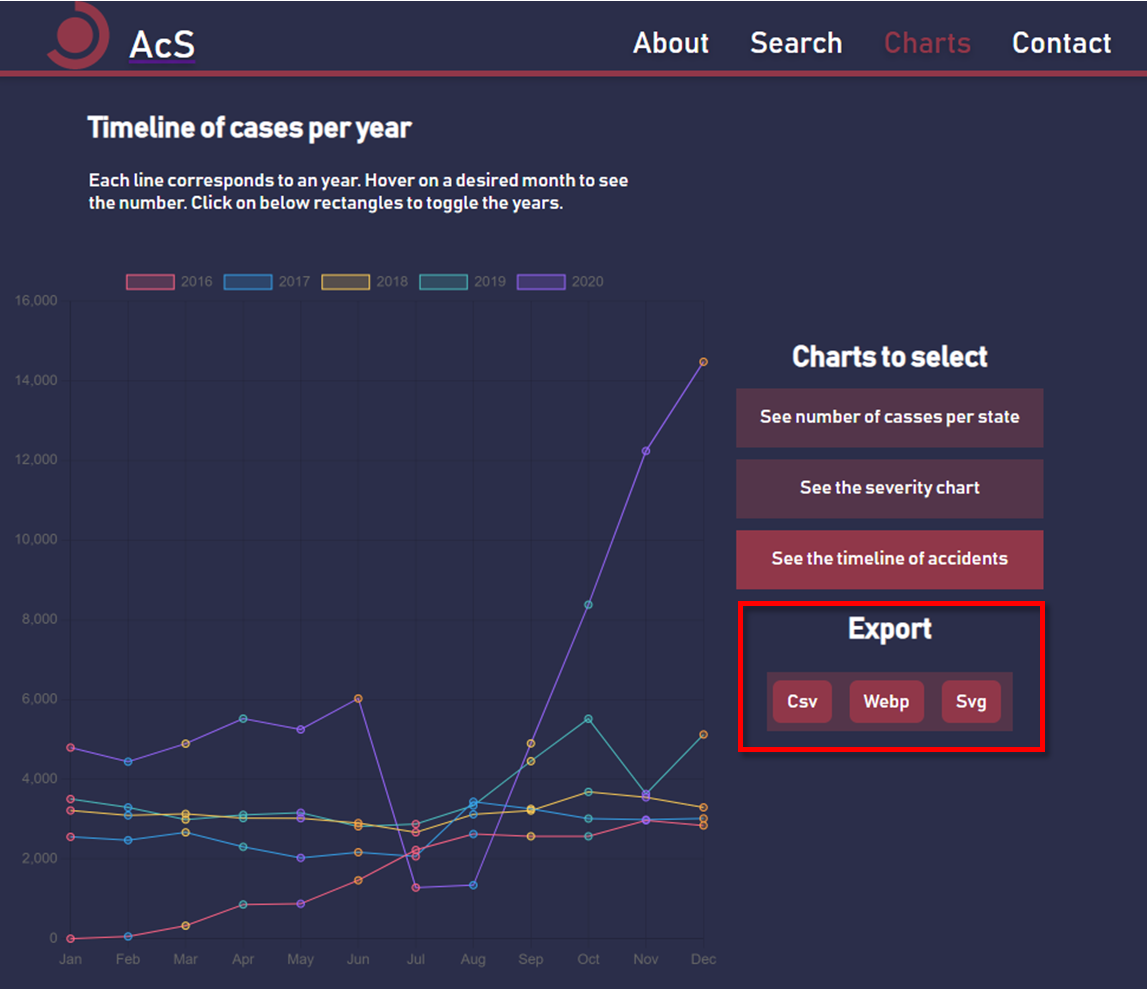 AcS
About Search Charts Contact
Timeline of cases per year
Each line corresponds to an year. Hover on a desired month to see
the number. Click on below rectangles to toggle the years.
2016 2017 2018 2019 2020
16,000
14,000
12,000
10,000
8,000
6,000
4,000
2,000
0
Jan Feb Mar Apr May Jun Jul Aug Sep Oct Nov Dec
Charts to select
See number of casses per state
See the severity chart
See the timeline of accidents
Export
Csv Webp Svg